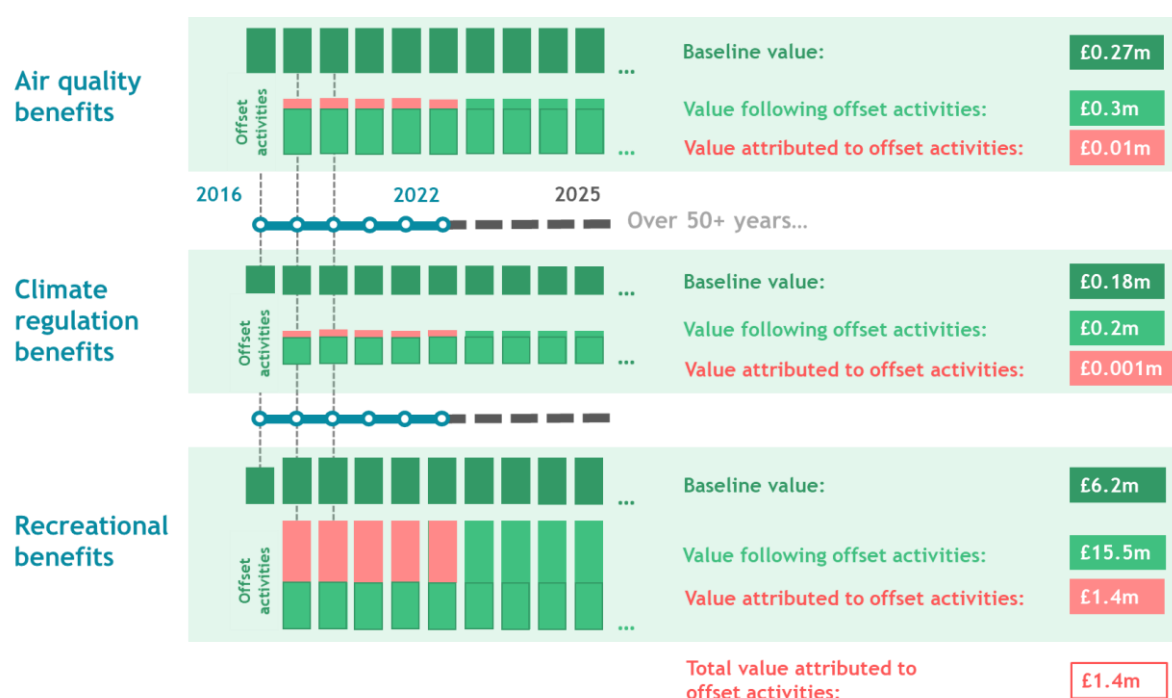 Air quality
benefits
Offset
activities
...
...
Baseline value:
£0.27m
Value following offset activities:
£0.3m
Value attributed to offset activities:
£0.01m
2016
2022
2025
Over 50+ years...
Climate
regulation
benefits
Offset
activities
...
...
Baseline value:
£0.18m
Value following offset activities:
£0.2m
Value attributed to offset activities:
£0.001m
Recreational
benefits
Offset
activities
...
...
Baseline value:
£6.2m
Value following offset activities:
£15.5m
Value attributed to offset activities:
£1.4m
Total value attributed to
offset activities:
£1.4m